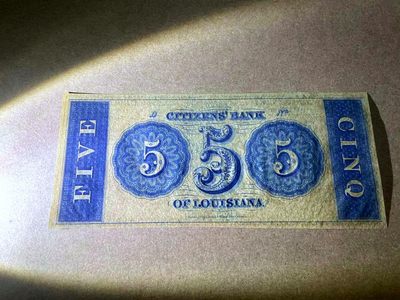 CITIZENS' BANK
FIVE
5 5 5
CINQ
OF LOUISIANA